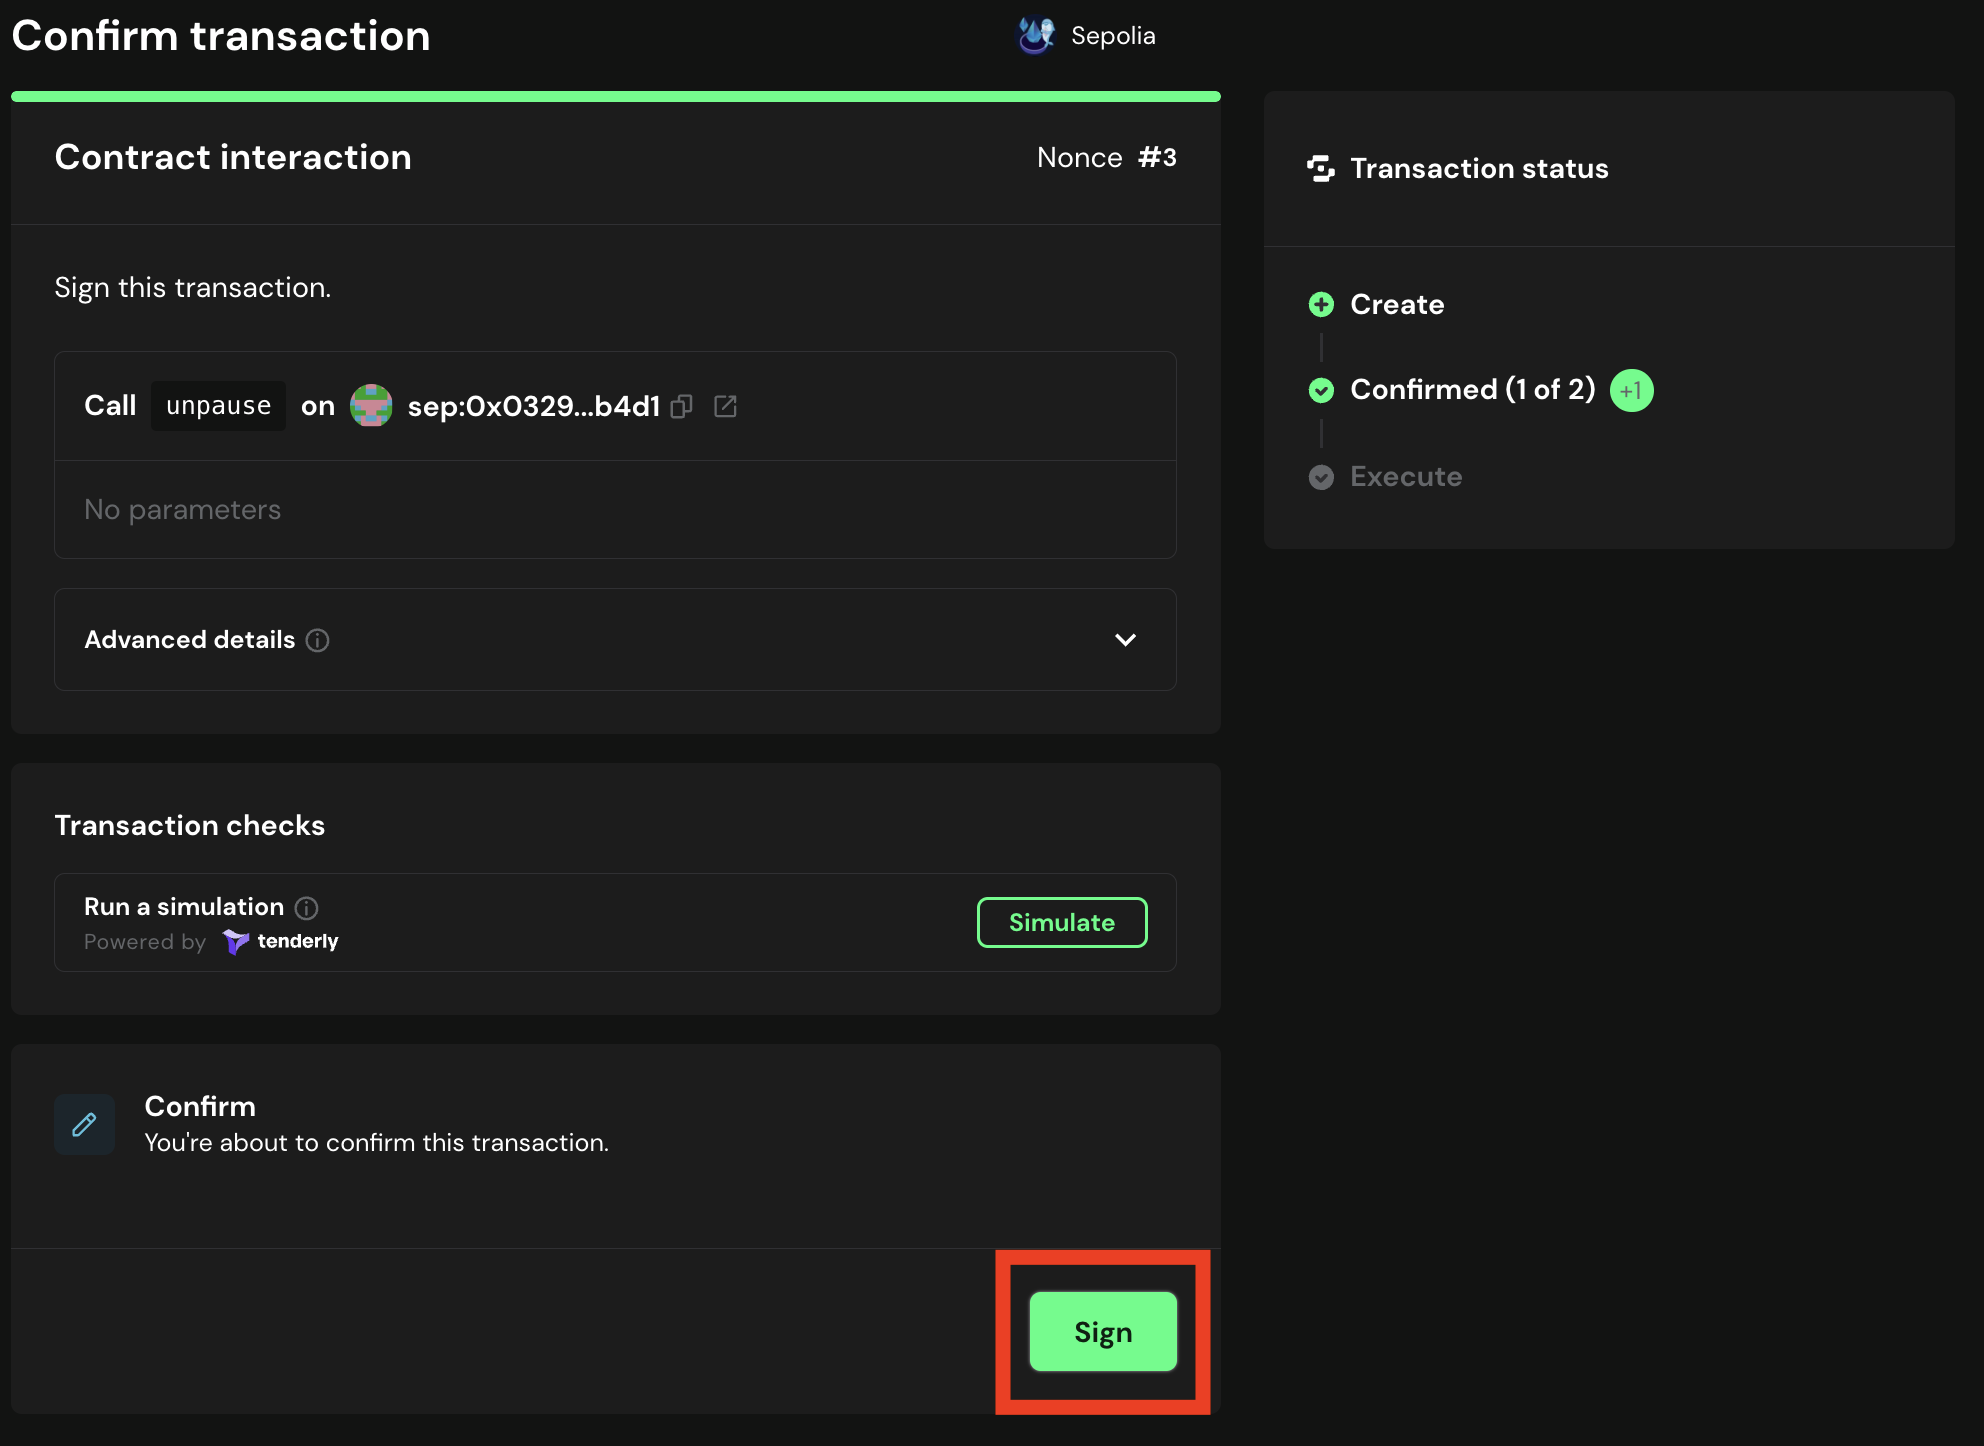 Confirm transaction
Sepolia
Contract interaction
Nonce #3
Sign this transaction.
Call unpause on sep:0x0329...b4d1
No parameters
Advanced details
Transaction checks
Run a simulation
Powered by tenderly
Simulate
Confirm
You're about to confirm this transaction.
Sign
Transaction status
Create
Confirmed (1 of 2) +1
Execute